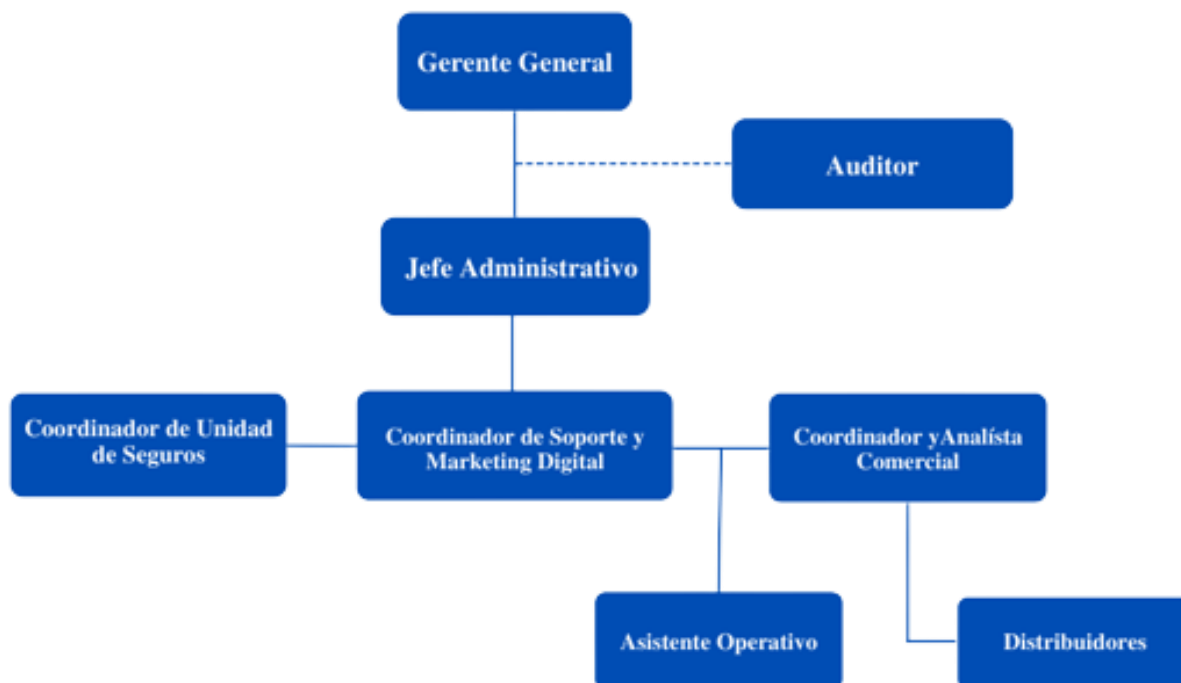 Gerente General
Auditor
Jefe Administrativo
Coordinador de Unidad
de Seguros
Coordinador de Soporte y
Marketing Digital
Coordinador yAnalísta
Comercial
Asistente Operativo
Distribuidores